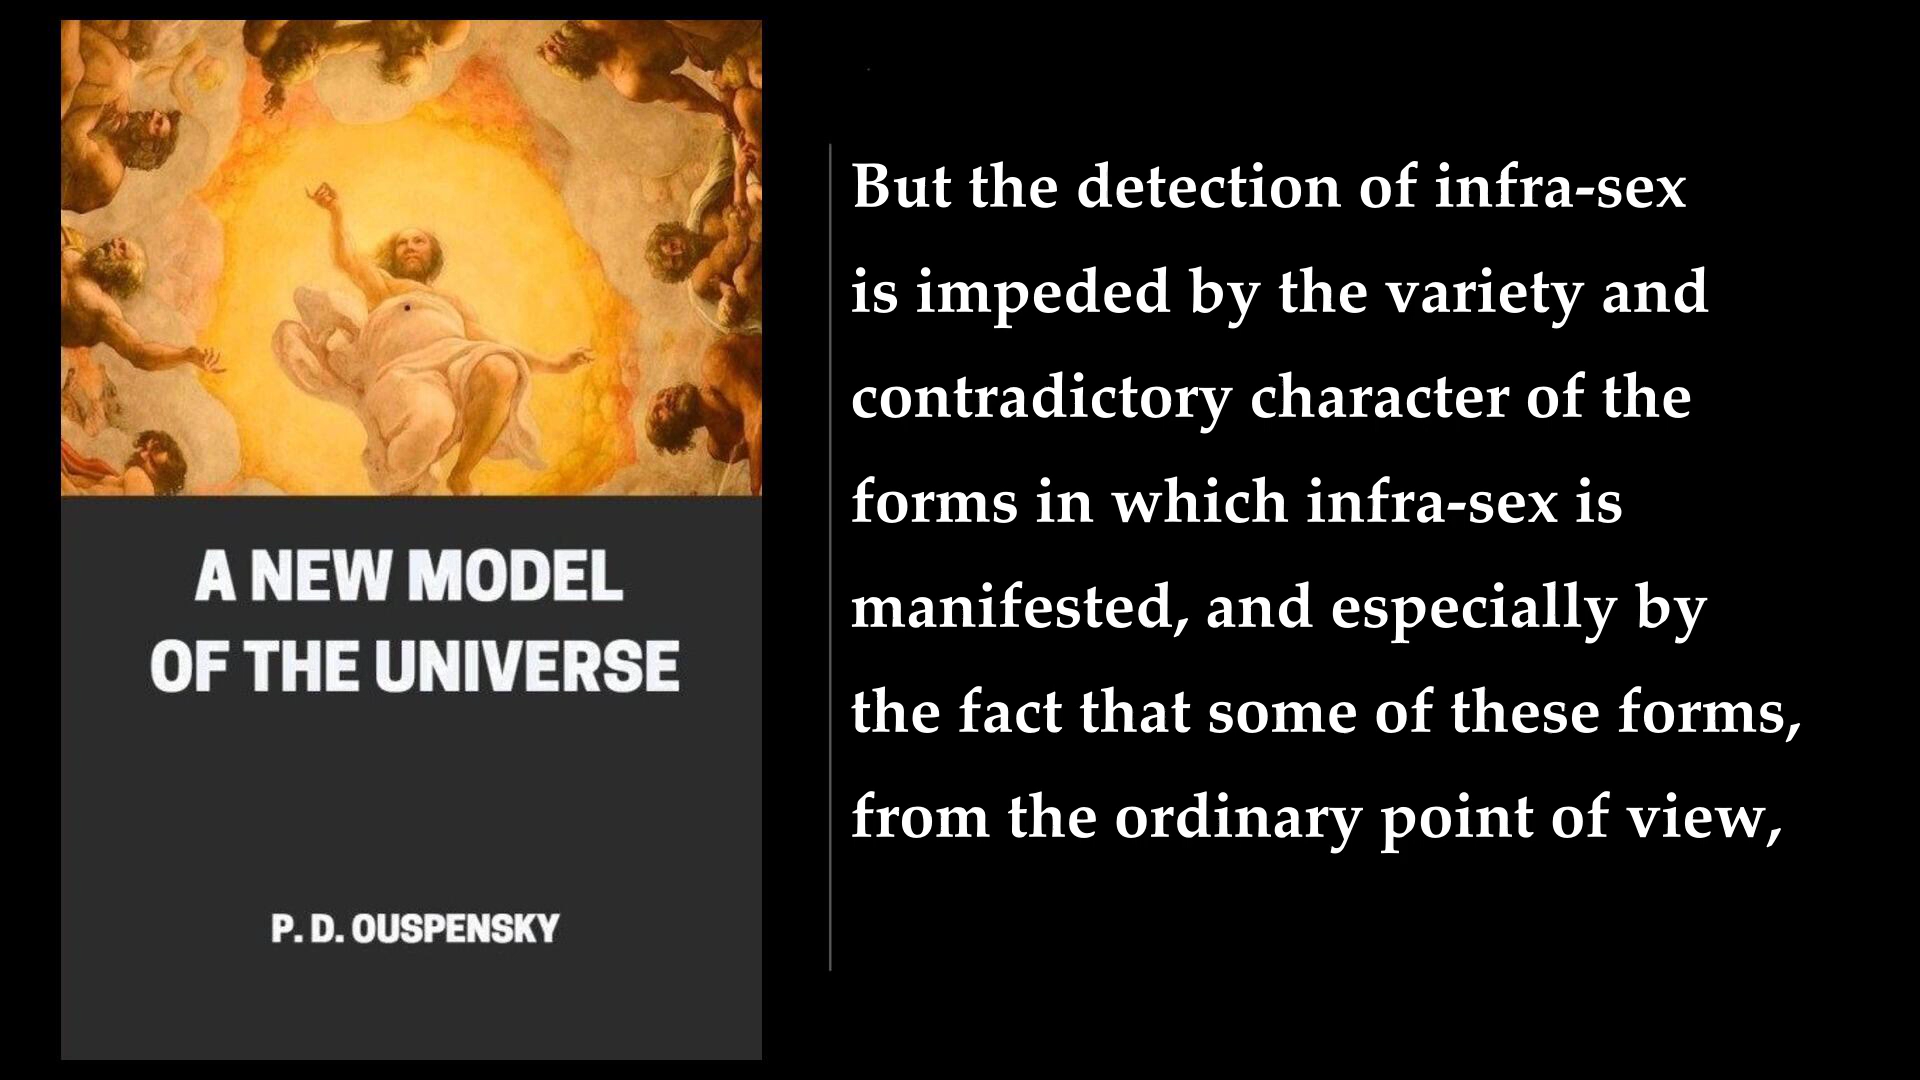 A NEW MODEL
OF THE UNIVERSE
P. D. OUSPENSKY
But the detection of infra-sex
is impeded by the variety and
contradictory character of the
forms in which infra-sex is
manifested, and especially by
the fact that some of these forms,
from the ordinary point of view,